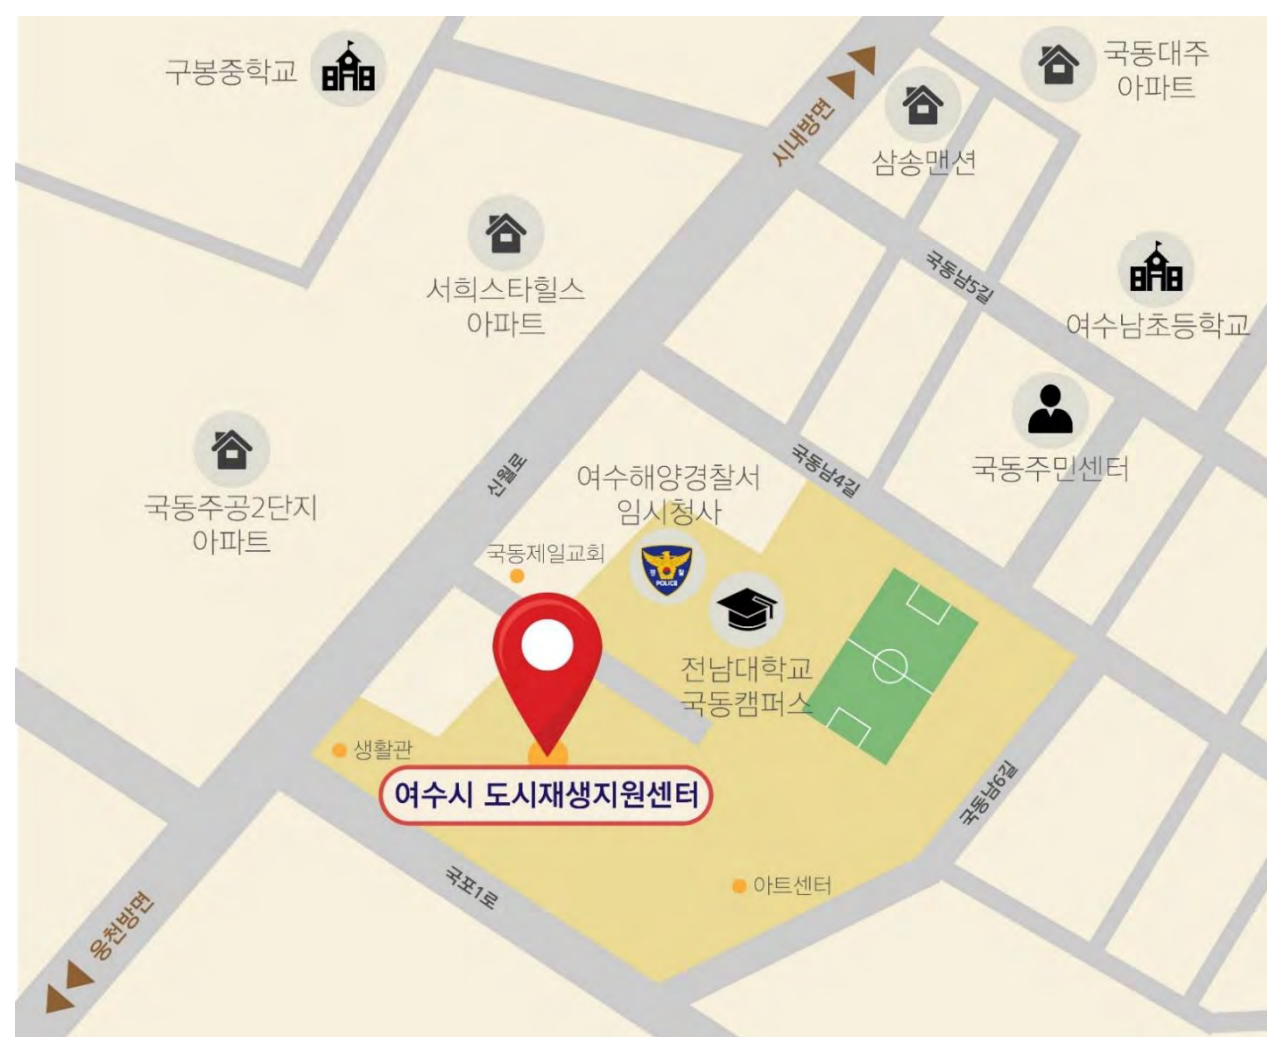 구봉중학교
국동대주
아파트
시내방면
삼송맨션
국동남5길
서희스타힐스
아파트
여수남초등학교
국동주공2단지
아파트
신월로
여수해양경찰서
임시청사
국동남4길
국동주민센터
국동제일교회
경찰
POLICE
전남대학교
국동캠퍼스
생활관
여수시 도시재생지원센터
국동남9길
국포1로
아트센터
웅천방면